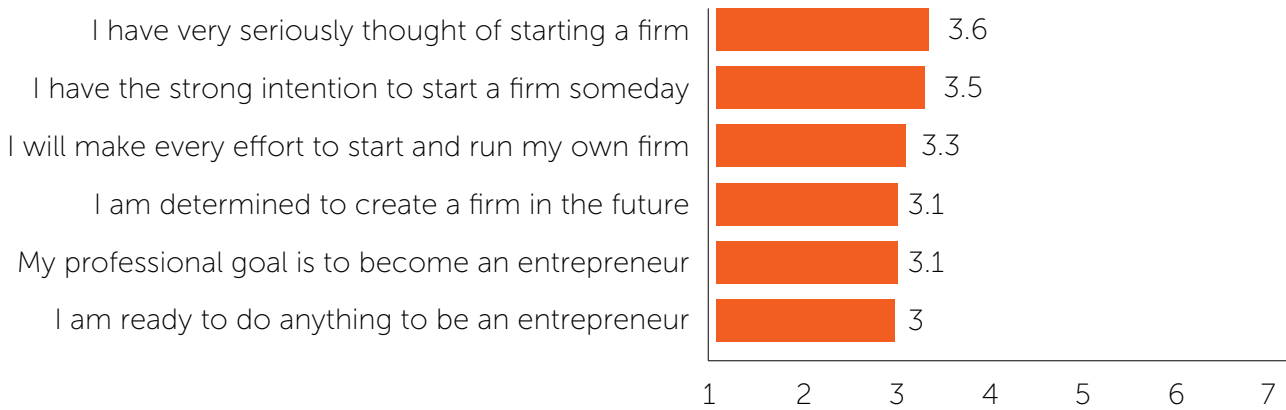 I have very seriously thought of starting a firm 3.6
I have the strong intention to start a firm someday 3.5
I will make every effort to start and run my own firm 3.3
I am determined to create a firm in the future 3.1
My professional goal is to become an entrepreneur 3.1
I am ready to do anything to be an entrepreneur 3
1 2 3 4 5 6 7